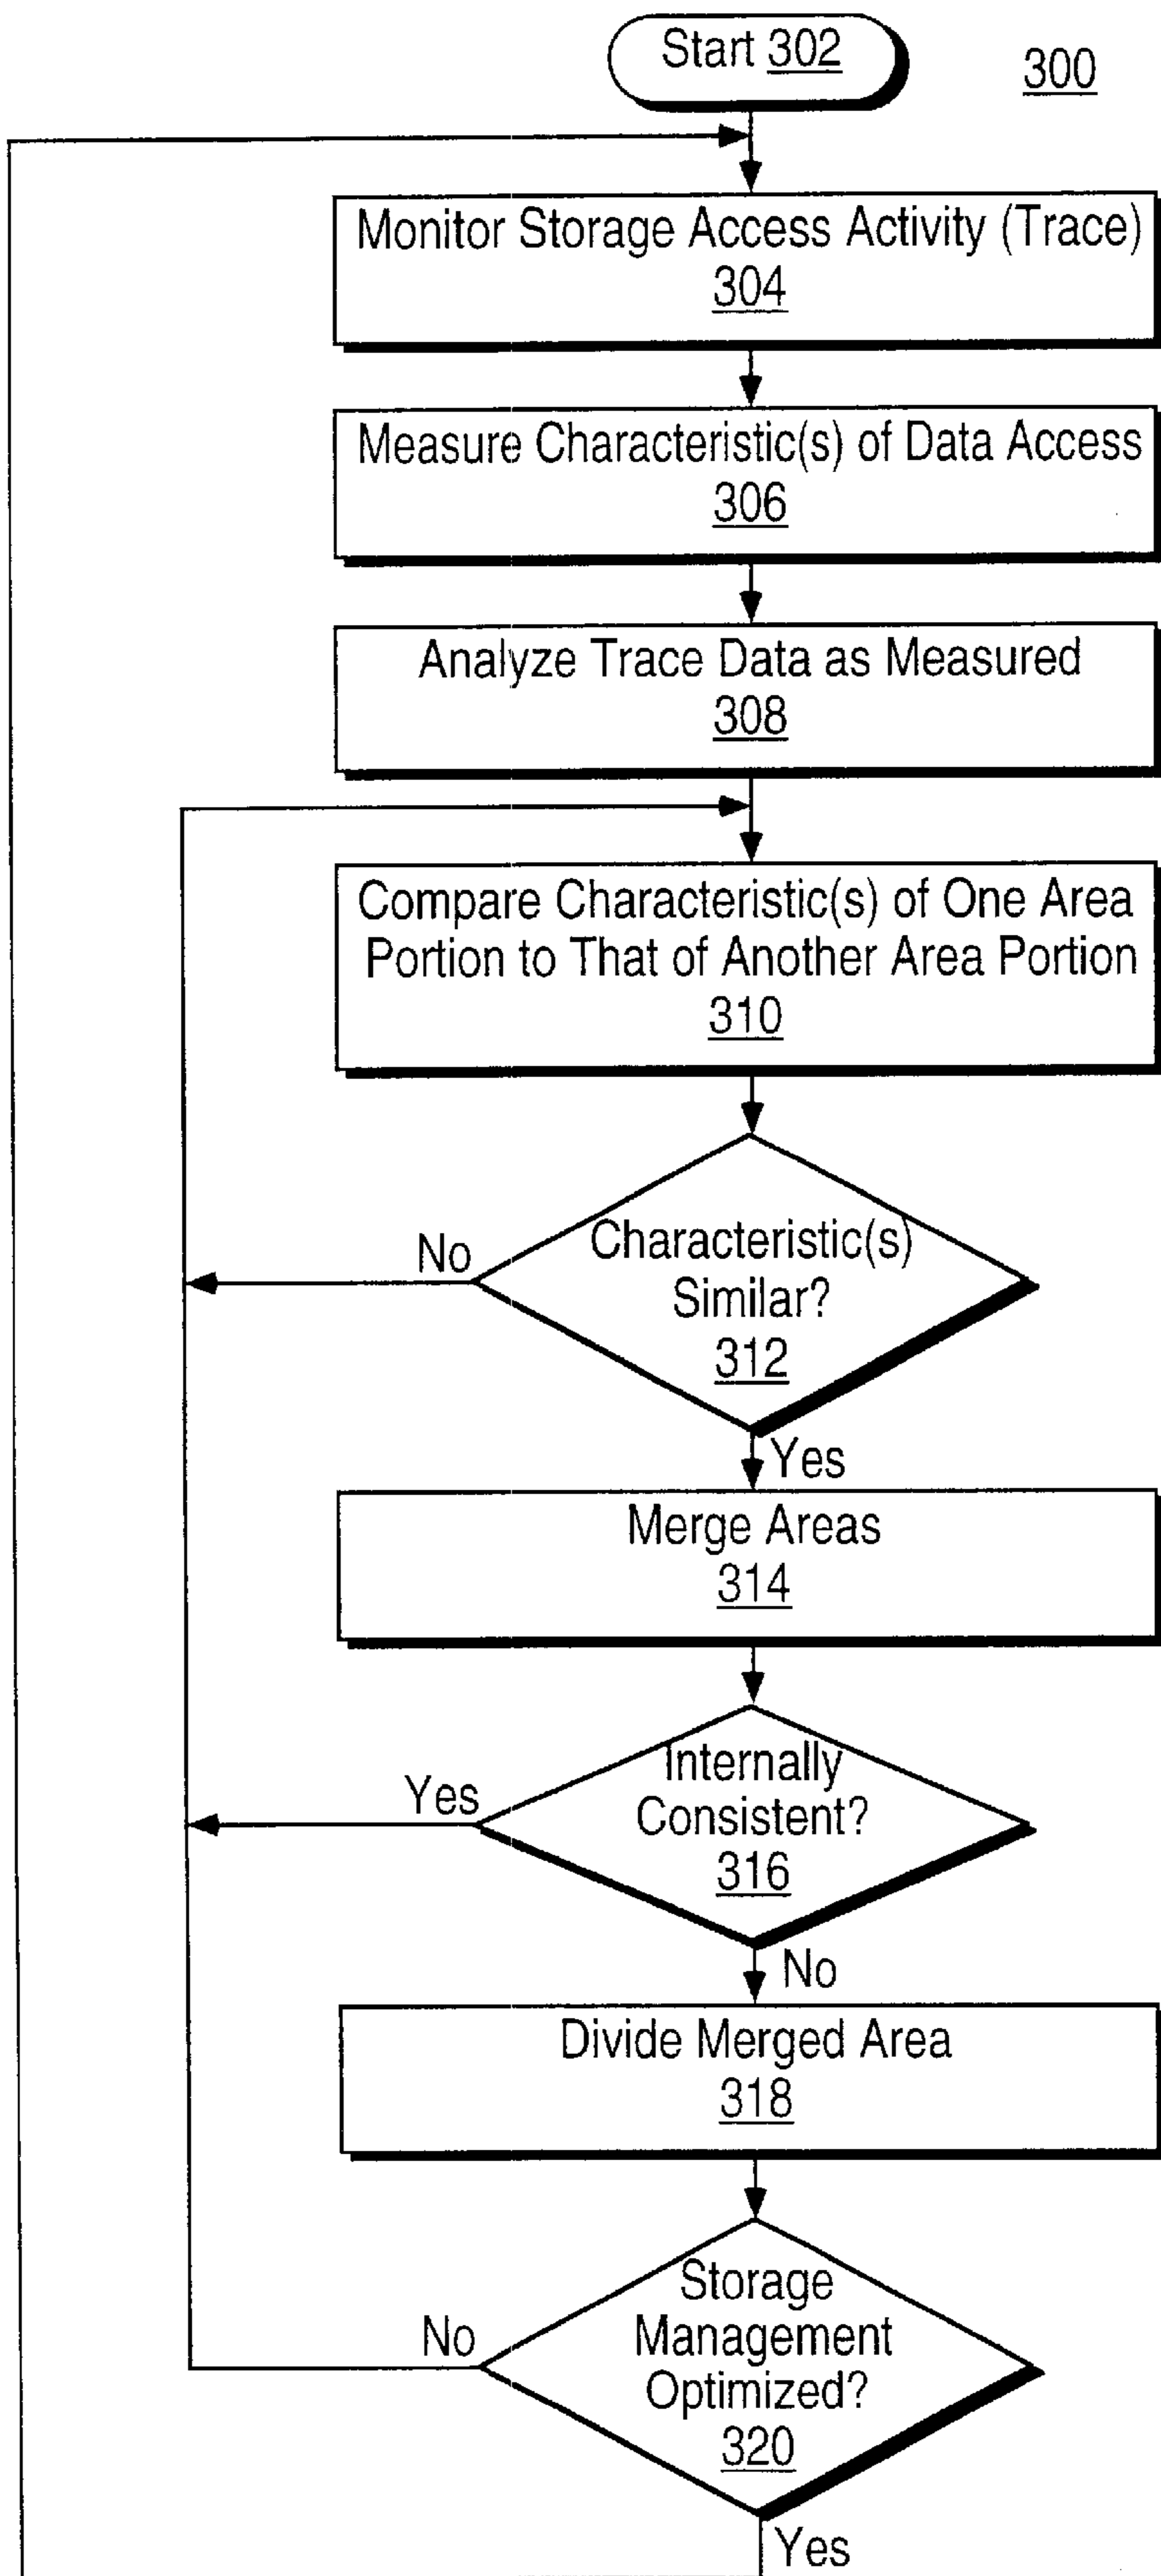 Start 302
300
Monitor Storage Access Activity (Trace)
304
Measure Characteristic(s) of Data Access
306
Analyze Trace Data as Measured
308
Compare Characteristic(s) of One Area
Portion to That of Another Area Portion
310
No
Characteristic(s)
Similar?
312
Yes
Merge Areas
314
Yes
Internally
Consistent?
316
No
Divide Merged Area
318
No
Storage
Management
Optimized?
320
Yes